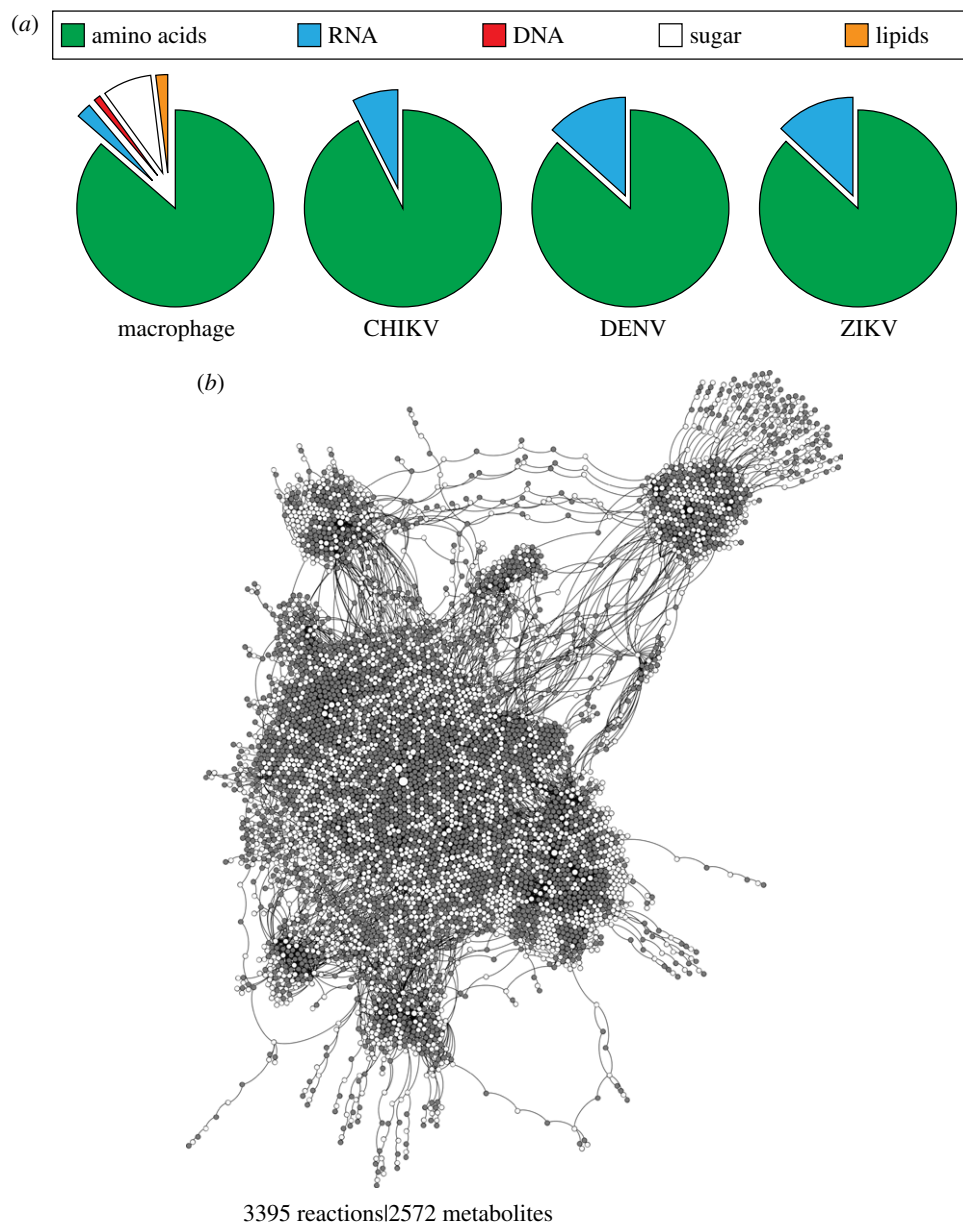 (a)
amino acids RNA DNA sugar lipids
macrophage CHIKV DENV ZIKV
(b)
3395 reactions|2572 metabolites